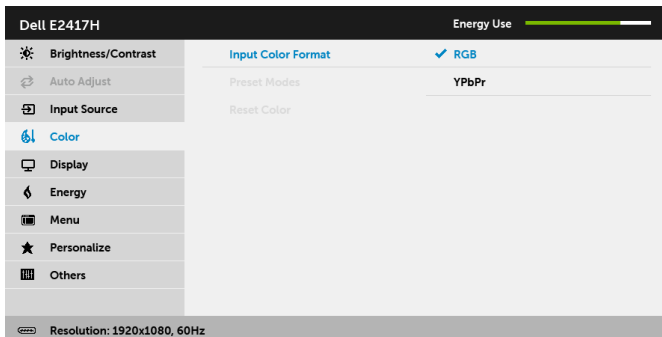 Dell E2417H Energy Use
Brightness/Contrast Input Color Format RGB
Auto Adjust Preset Modes YPbPr
Input Source Reset Color
Color
Display
Energy
Menu
Personalize
Others
Resolution: 1920x1080, 60Hz